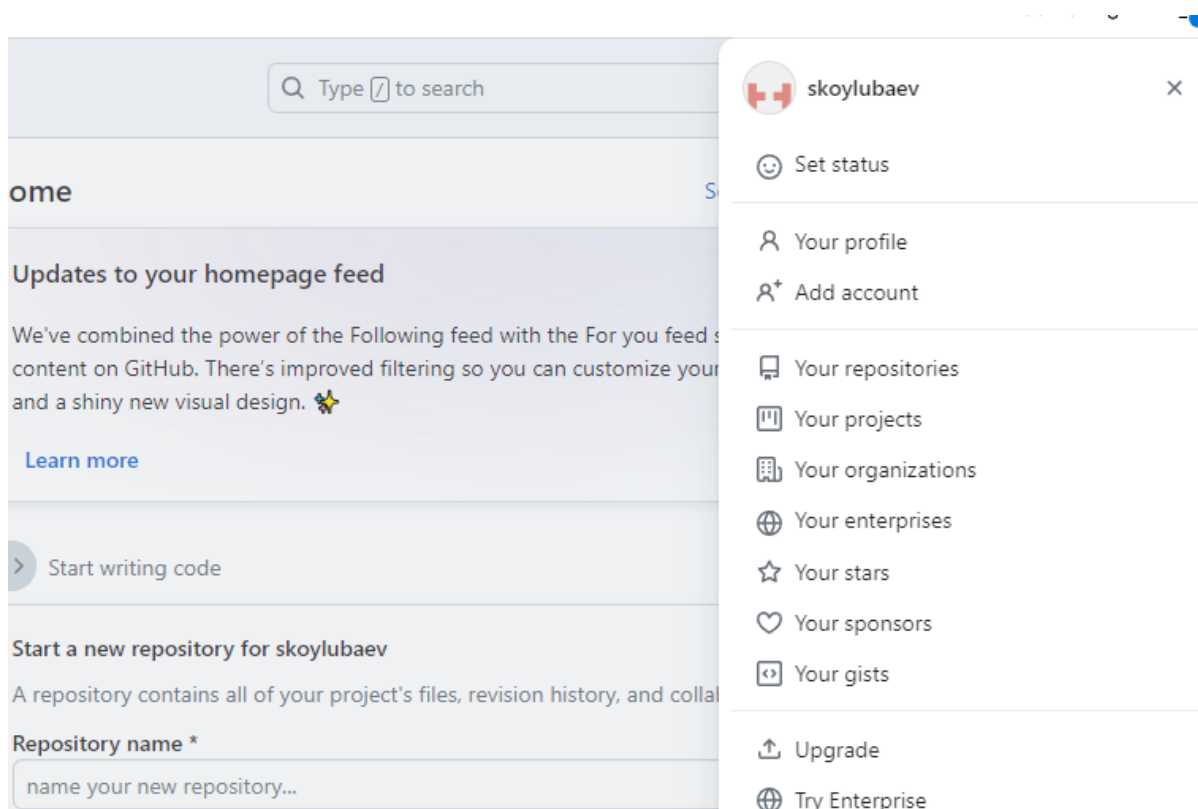 Type / to search
ome
Updates to your homepage feed
We've combined the power of the Following feed with the For you feed
content on GitHub. There's improved filtering so you can customize your
and a shiny new visual design.
Learn more
Start writing code
Start a new repository for skoylubaev
A repository contains all of your project's files, revision history, and
Repository name *
name your new repository...
skoylubaev
Set status
Your profile
Add account
Your repositories
Your projects
Your organizations
Your enterprises
Your stars
Your sponsors
Your gists
Upgrade
Try Enterprise